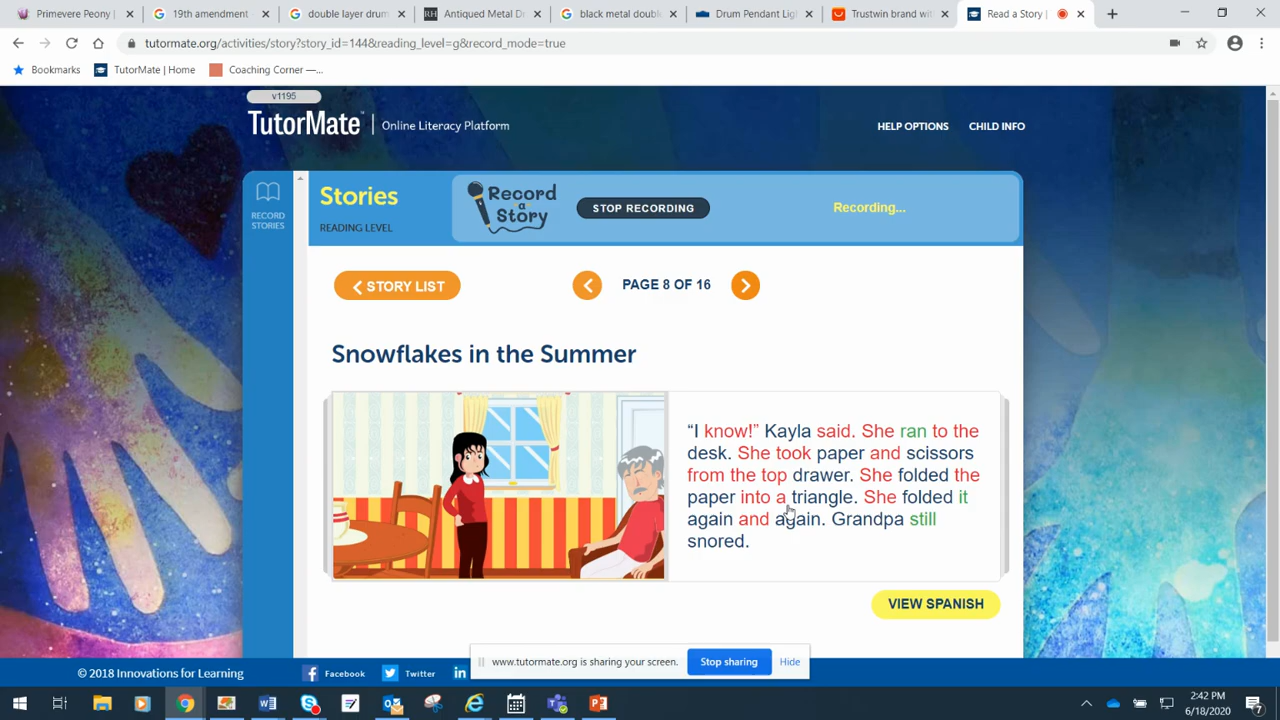 Primevere Peony |
19th amendment
double layer drum
RH Antiqued Metal Dr
black metal double
Drum Pendant Lig
Trustwin brand wit
Read a Story |
tutormate.org/activities/story?story_id=144&reading_level=g&record_mode=true
Bookmarks
TutorMate | Home
Coaching Corner —...
v1195
TutorMate | Online Literacy Platform
HELP OPTIONS
CHILD INFO
RECORD
STORIES
Stories
READING LEVEL
Record
a
Story
STOP RECORDING
Recording...
STORY LIST
PAGE 8 OF 16
Snowflakes in the Summer
“I know!” Kayla said. She ran to the
desk. She took paper and scissors
from the top drawer. She folded the
paper into a triangle. She folded it
again and again. Grandpa still
snored.
VIEW SPANISH
www.tutormate.org is sharing your screen.
Stop sharing
Hide
© 2018 Innovations for Learning
Facebook
Twitter
in
2:42 PM
6/18/2020
7